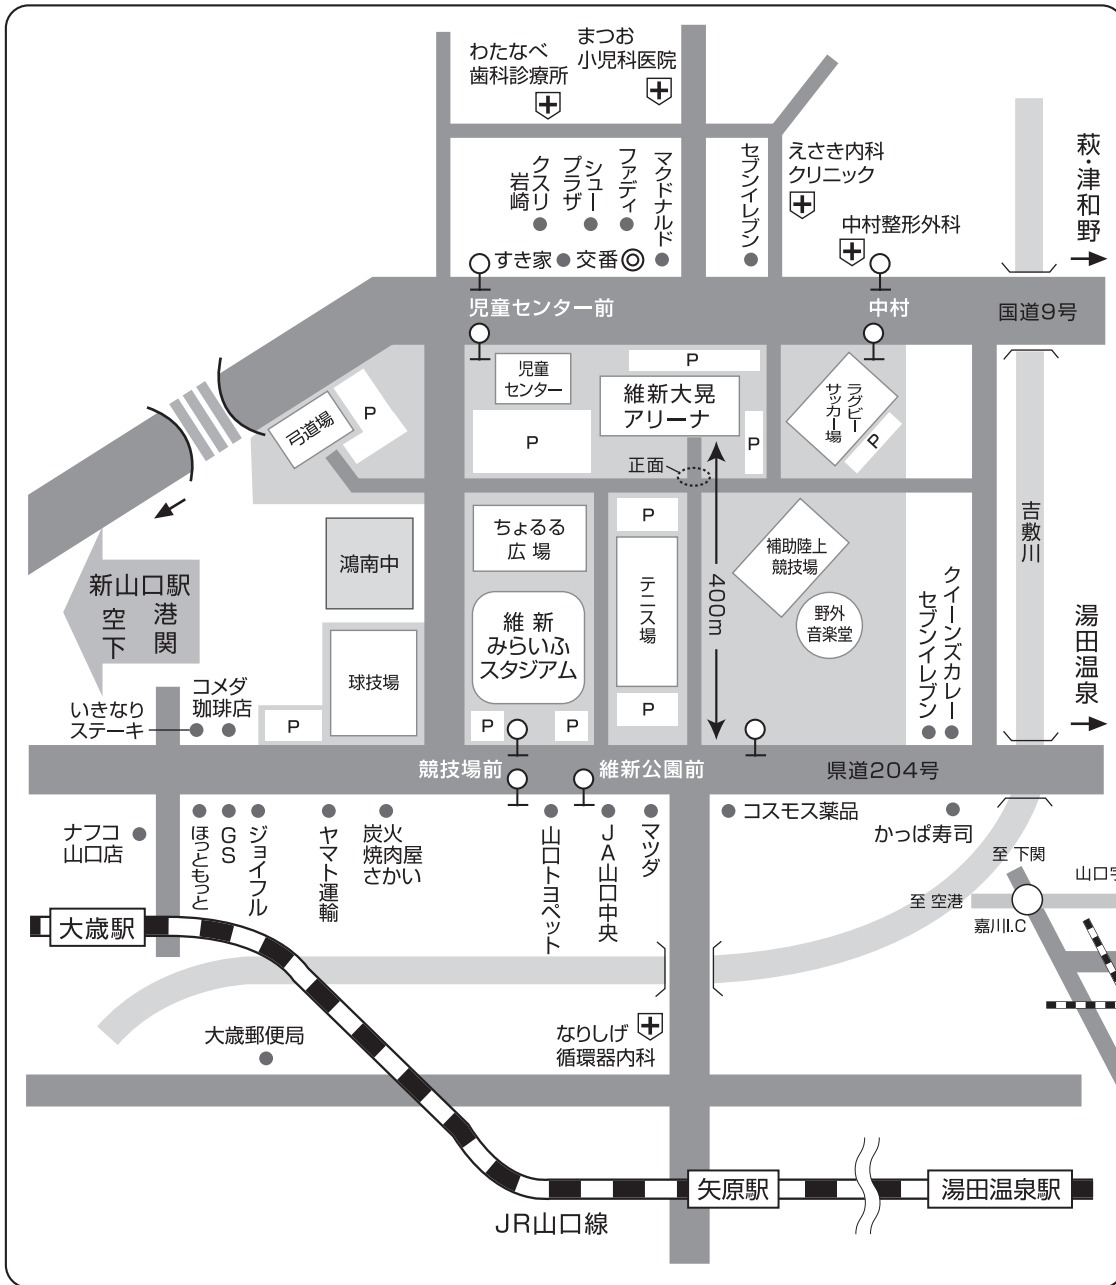 わたなべ
歯科診療所
まつお
小児科医院
クスリ
岩崎
シュー
プラザ
ファディ
マクドナルド
セブンイレブン
えさき内科
クリニック
中村整形外科
萩・津和野
すき家
交番
児童センター前
中村
国道9号
児童
センター
P
維新大晃
アリーナ
ラグビー
サッカー場
P
弓道場
P
P
P
正面
鴻南中
ちょるる
広場
P
テニス場
400m
補助陸上
競技場
野外
音楽堂
吉敷川
新山口駅
空港
下関
維新
みらいふ
スタジアム
球技場
クイーンズカレー
セブンイレブン
湯田温泉
いきなり
ステーキ
コメダ
珈琲店
P
P
P
P
競技場前
維新公園前
県道204号
ナフコ
山口店
ほっともっと
GS
ジョイフル
ヤマト運輸
炭火
焼肉屋
さかい
山口トヨペット
JA山口中央
マツダ
コスモス薬品
かっぱ寿司
至 下関
至 空港
嘉川I.C
大歳駅
大歳郵便局
なりしげ
循環器内科
矢原駅
湯田温泉駅
JR山口線